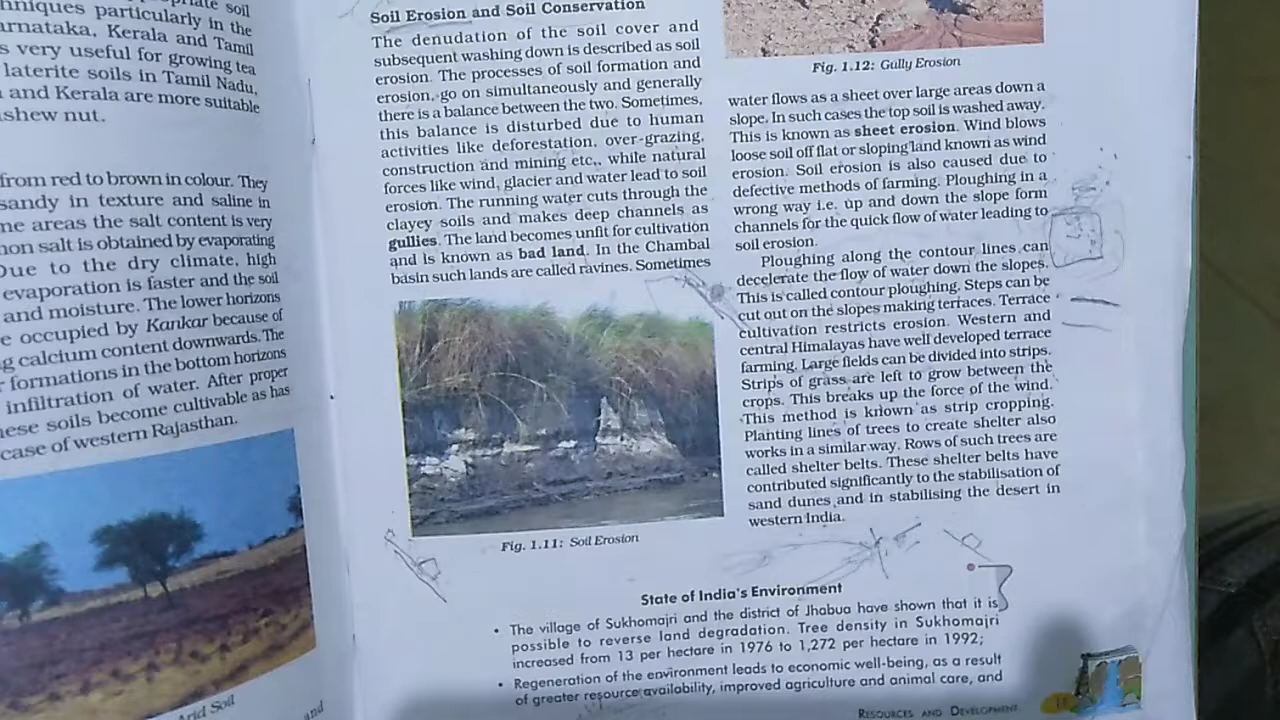 soil
hniques particularly in the
arnataka, Kerala and Tamil
s very useful for growing tea
laterite soils in Tamil Nadu,
and Kerala are more suitable
shew nut.
from red to brown in colour. They
sandy in texture and saline in
me areas the salt content is very
non salt is obtained by evaporating
Due to the dry climate, high
evaporation is faster and the soil
and moisture. The lower horizons
e occupied by Kankar because of
g calcium content downwards. The
r formations in the bottom horizons
infiltration of water. After proper
hese soils become cultivable as has
case of western Rajasthan.
Arid Soil
and
Soil Erosion and Soil Conservation
The denudation of the soil cover and
subsequent washing down is described as soil
erosion. The processes of soil formation and
erosion, go on simultaneously and generally
there is a balance between the two. Sometimes,
this balance is disturbed due to human
activities like deforestation, over-grazing,
construction and mining etc., while natural
forces like wind, glacier and water lead to soil
erosion. The running water cuts through the
clayey soils and makes deep channels as
gullies. The land becomes unfit for cultivation
and is known as bad land. In the Chambal
basin such lands are called ravines. Sometimes
Fig. 1.11: Soil Erosion
Fig. 1.12: Gully Erosion
water flows as a sheet over large areas down a
slope. In such cases the top soil is washed away.
This is known as sheet erosion. Wind blows
loose soil off flat or sloping land known as wind
erosion. Soil erosion is also caused due to
defective methods of farming. Ploughing in a
wrong way i.e. up and down the slope form
channels for the quick flow of water leading to
soil erosion.
Ploughing along the contour lines can
decelerate the flow of water down the slopes.
This is called contour ploughing. Steps can be
cut out on the slopes making terraces. Terrace
cultivation restricts erosion. Western and
central Himalayas have well developed terrace
farming. Large fields can be divided into strips.
Strips of grass are left to grow between the
crops. This breaks up the force of the wind.
This method is known as strip cropping.
Planting lines of trees to create shelter also
works in a similar way. Rows of such trees are
called shelter belts. These shelter belts have
contributed significantly to the stabilisation of
sand dunes and in stabilising the desert in
western India.
State of India's Environment
• The village of Sukhomajri and the district of Jhabua have shown that it is
possible to reverse land degradation. Tree density in Sukhomajri
increased from 13 per hectare in 1976 to 1,272 per hectare in 1992;
• Regeneration of the environment leads to economic well-being, as a result
of greater resource availability, improved agriculture and animal care, and
RESOURCES AND DEVELOPMENT